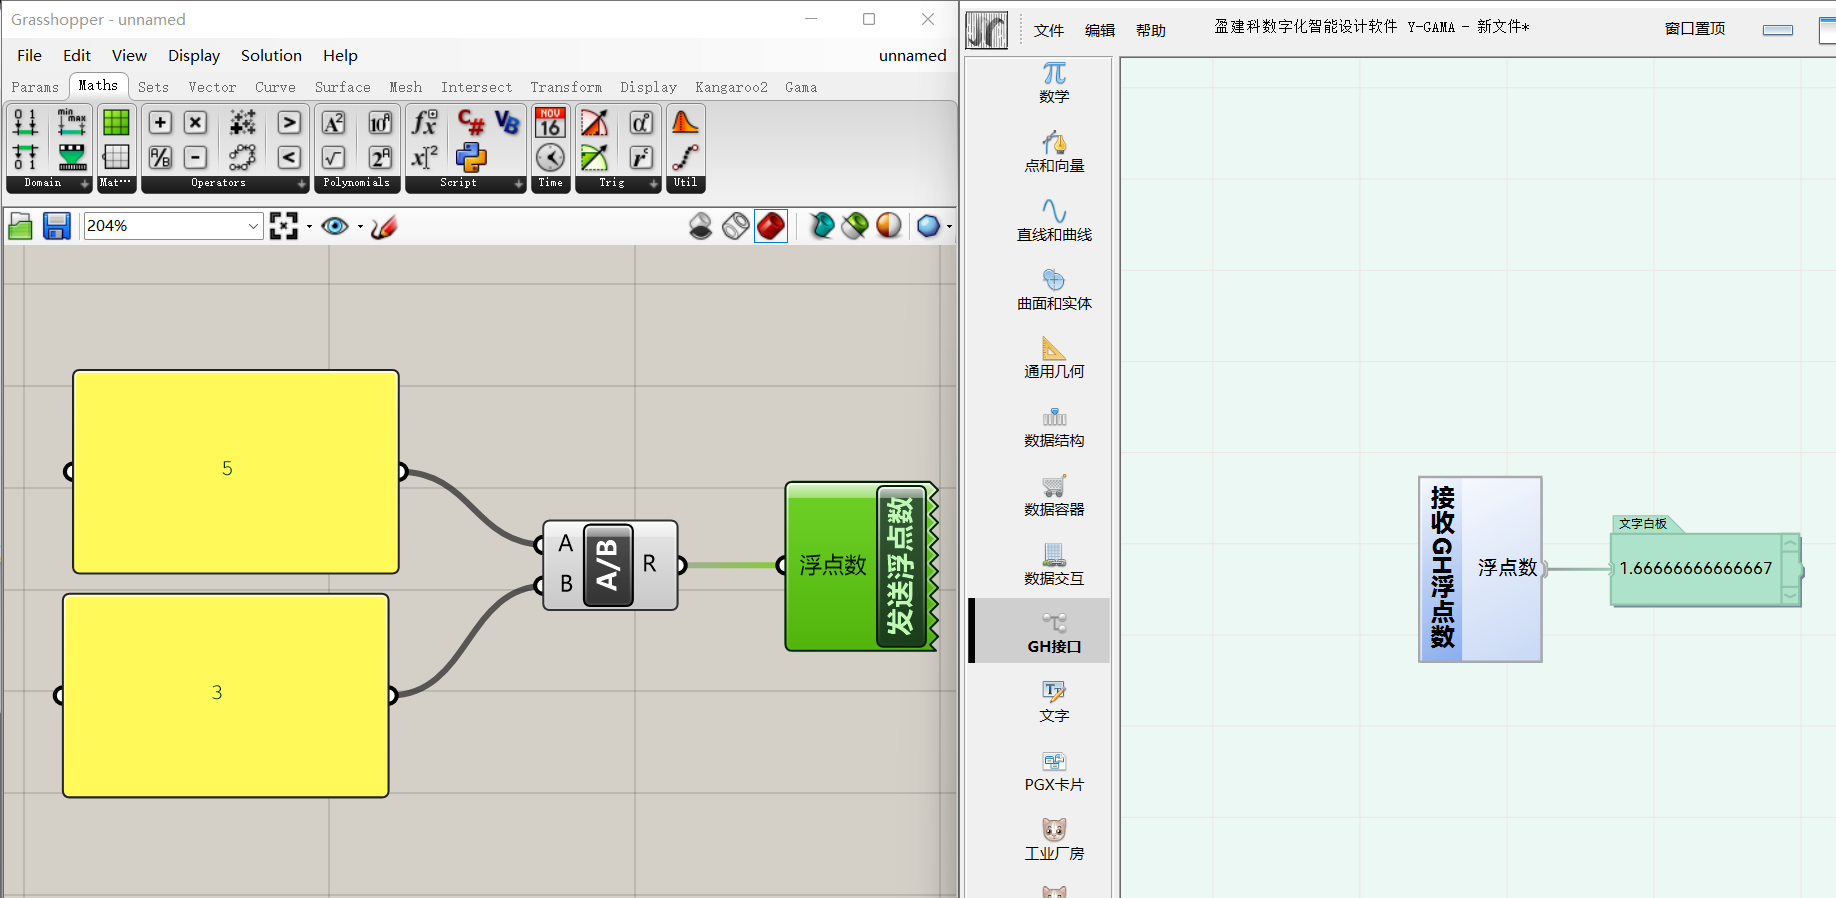 Grasshopper - unnamed
File Edit View Display Solution Help unnamed
Params Maths Sets Vector Curve Surface Mesh Intersect Transform Display Kangaroo2 Gama
Domain Mat··· Operators Polynomials Script Time Trig Util
NOV
16
min
max
C#
VB
204%
5
3
A
B
A/B
R
浮点数
发送浮点数
文件 编辑 帮助
盈建科数字化智能设计软件 Y-GAMA - 新文件*
窗口置顶
数学
点和向量
直线和曲线
曲面和实体
通用几何
数据结构
数据容器
数据交互
GH接口
文字
PGX卡片
工业厂房
接收GH浮点数
浮点数
文字白板
1.66666666666667